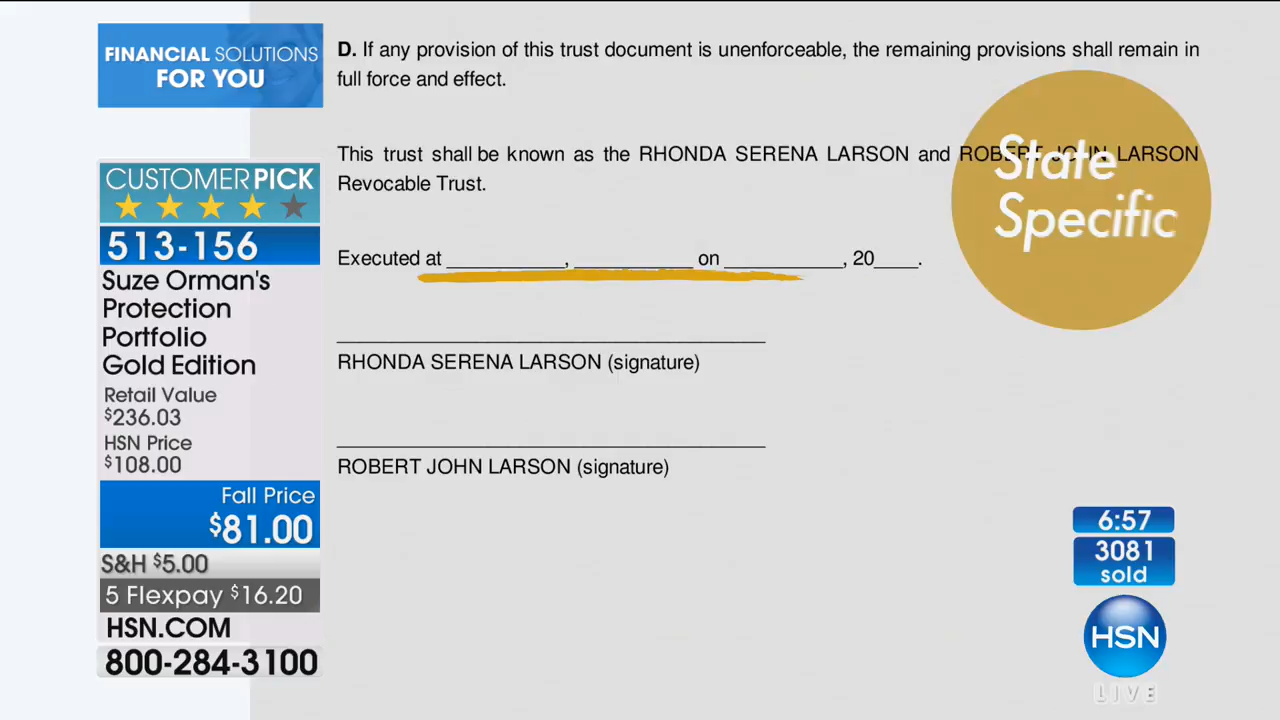 FINANCIAL SOLUTIONS
FOR YOU
CUSTOMER PICK
513-156
Suze Orman's
Protection
Portfolio
Gold Edition
Retail Value
$236.03
HSN Price
$108.00
Fall Price
$81.00
S&H $5.00
5 Flexpay $16.20
HSN.COM
800-284-3100
D. If any provision of this trust document is unenforceable, the remaining provisions shall remain in
full force and effect.
This trust shall be known as the RHONDA SERENA LARSON and ROBERT JOHN LARSON
Revocable Trust.
State
Specific
Executed at ___________, ___________ on ___________, 20____.
RHONDA SERENA LARSON (signature)
ROBERT JOHN LARSON (signature)
6:57
3081
sold
HSN
LIVE